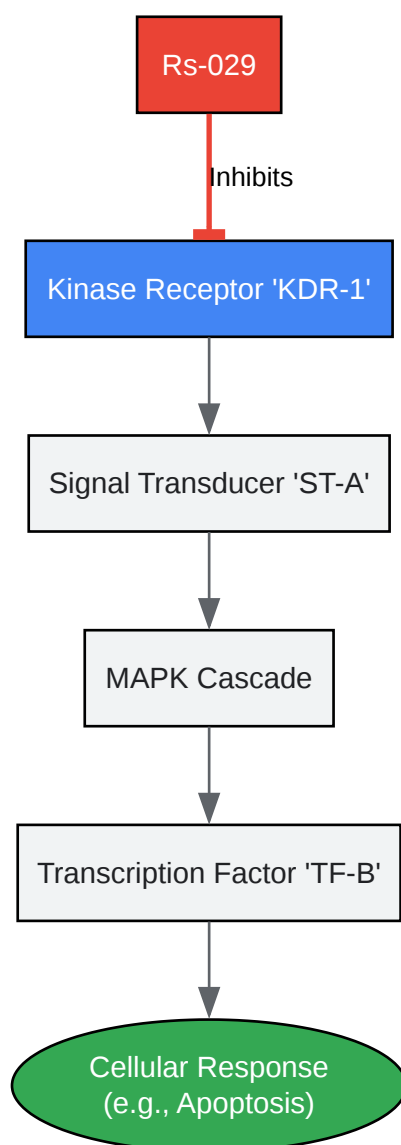 Rs-029
Inhibits
Kinase Receptor 'KDR-1'
Signal Transducer 'ST-A'
MAPK Cascade
Transcription Factor 'TF-B'
Cellular Response
(e.g., Apoptosis)